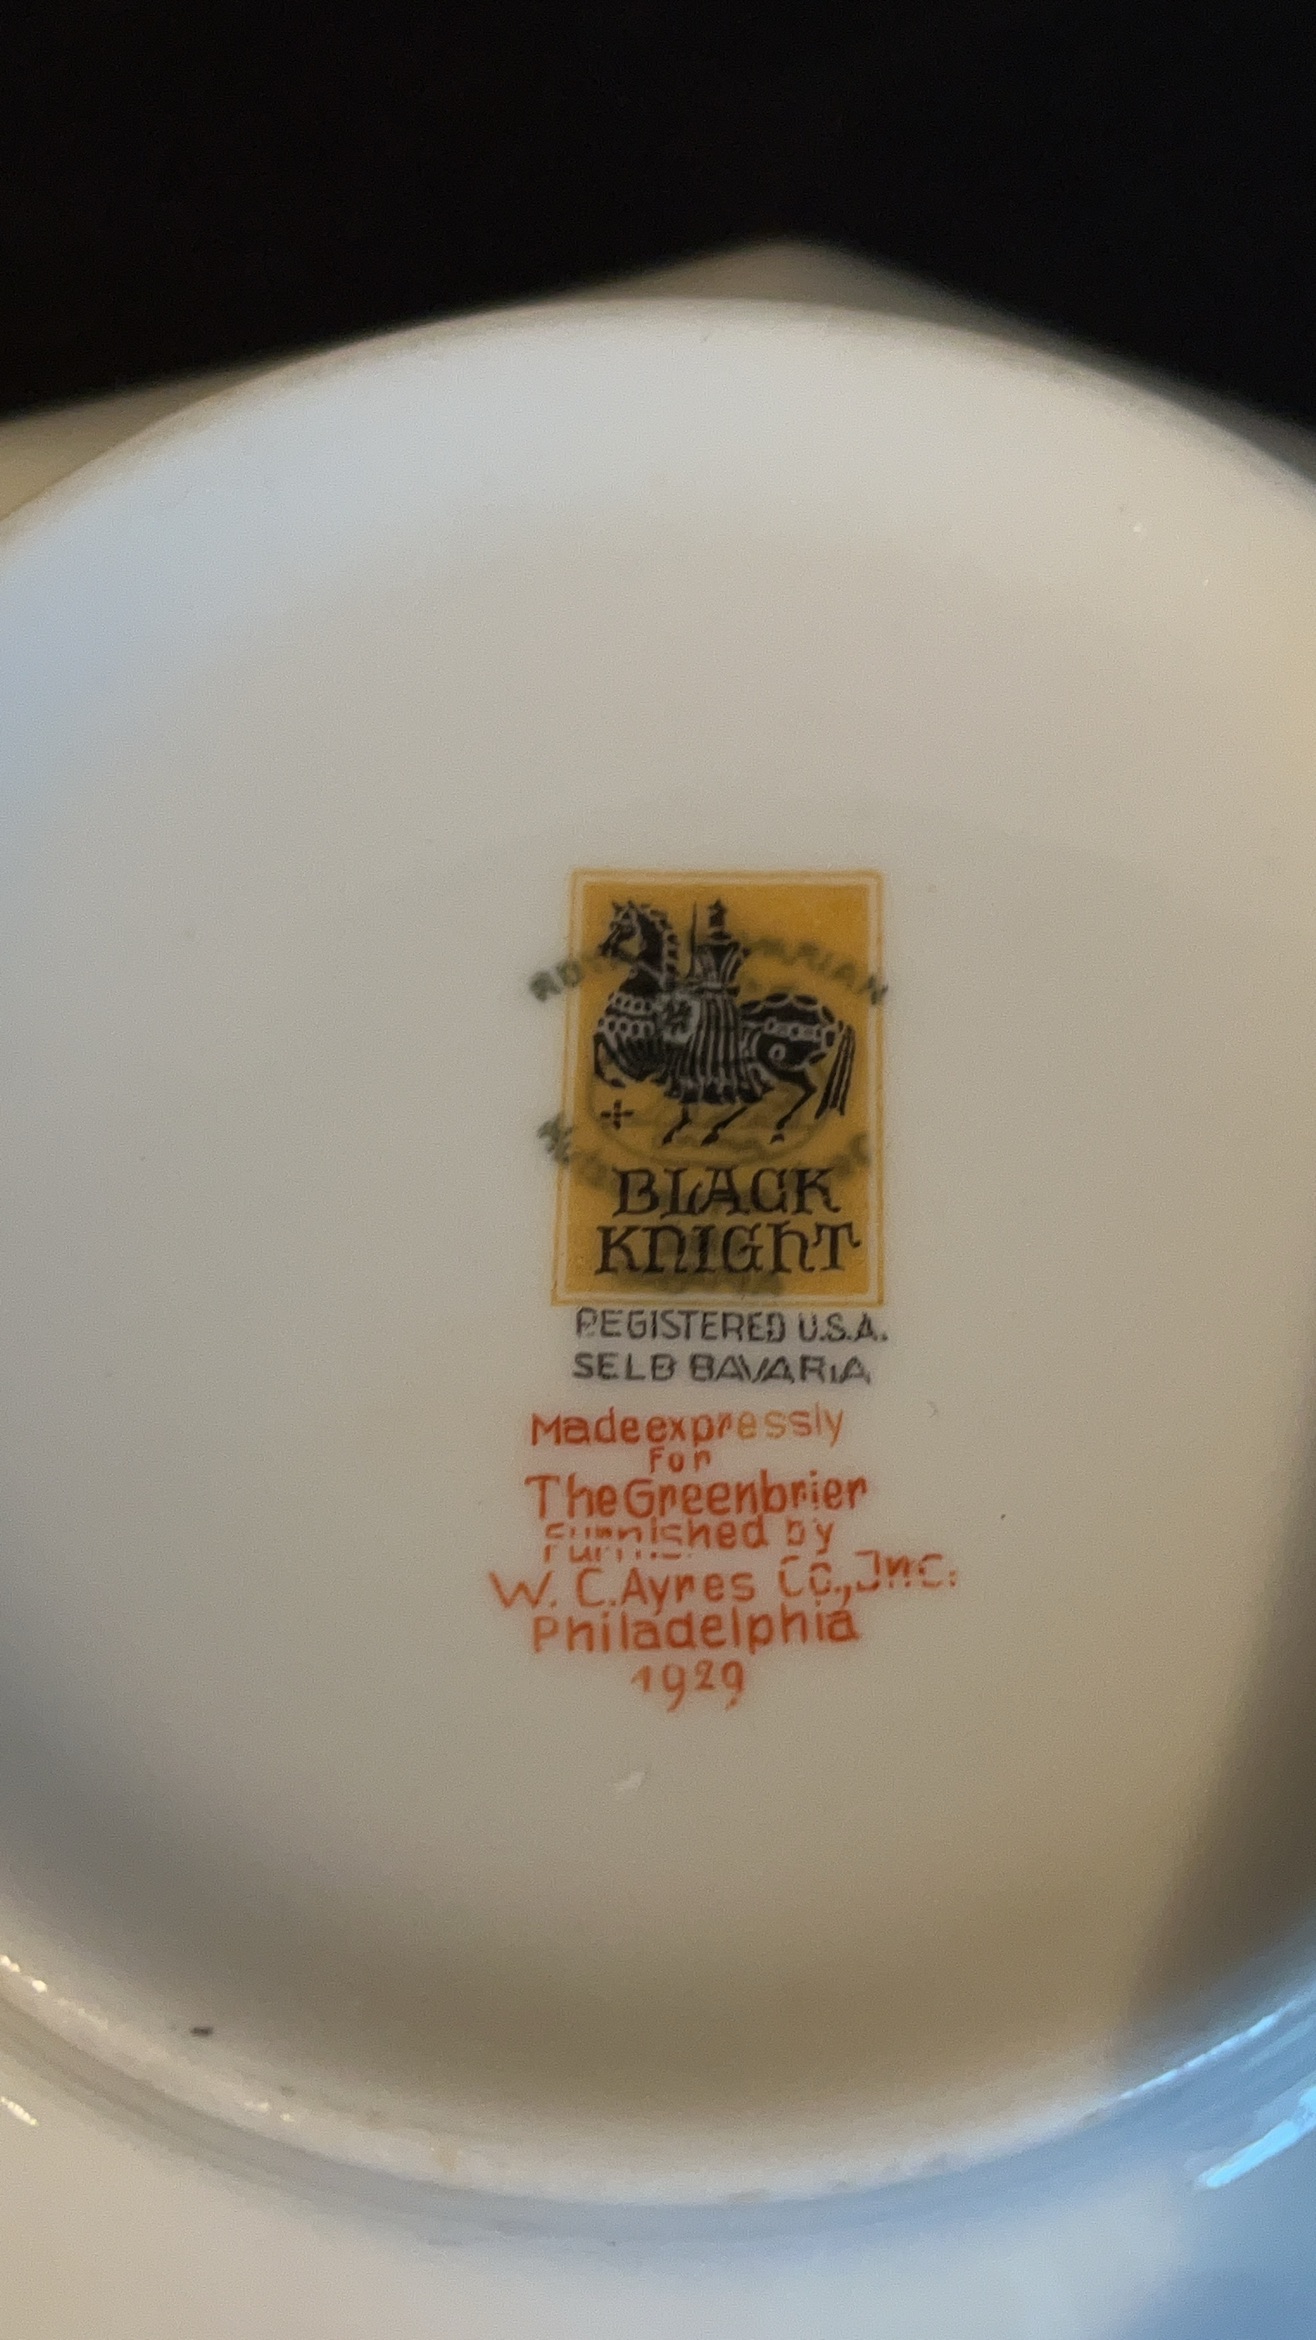 BLACK
KNIGHT
REGISTERED U.S.A.
SELB BAVARIA
Made expressly
For
The Greenbrier
Furnished by
W. C. Ayres Co., Inc.
Philadelphia
1929